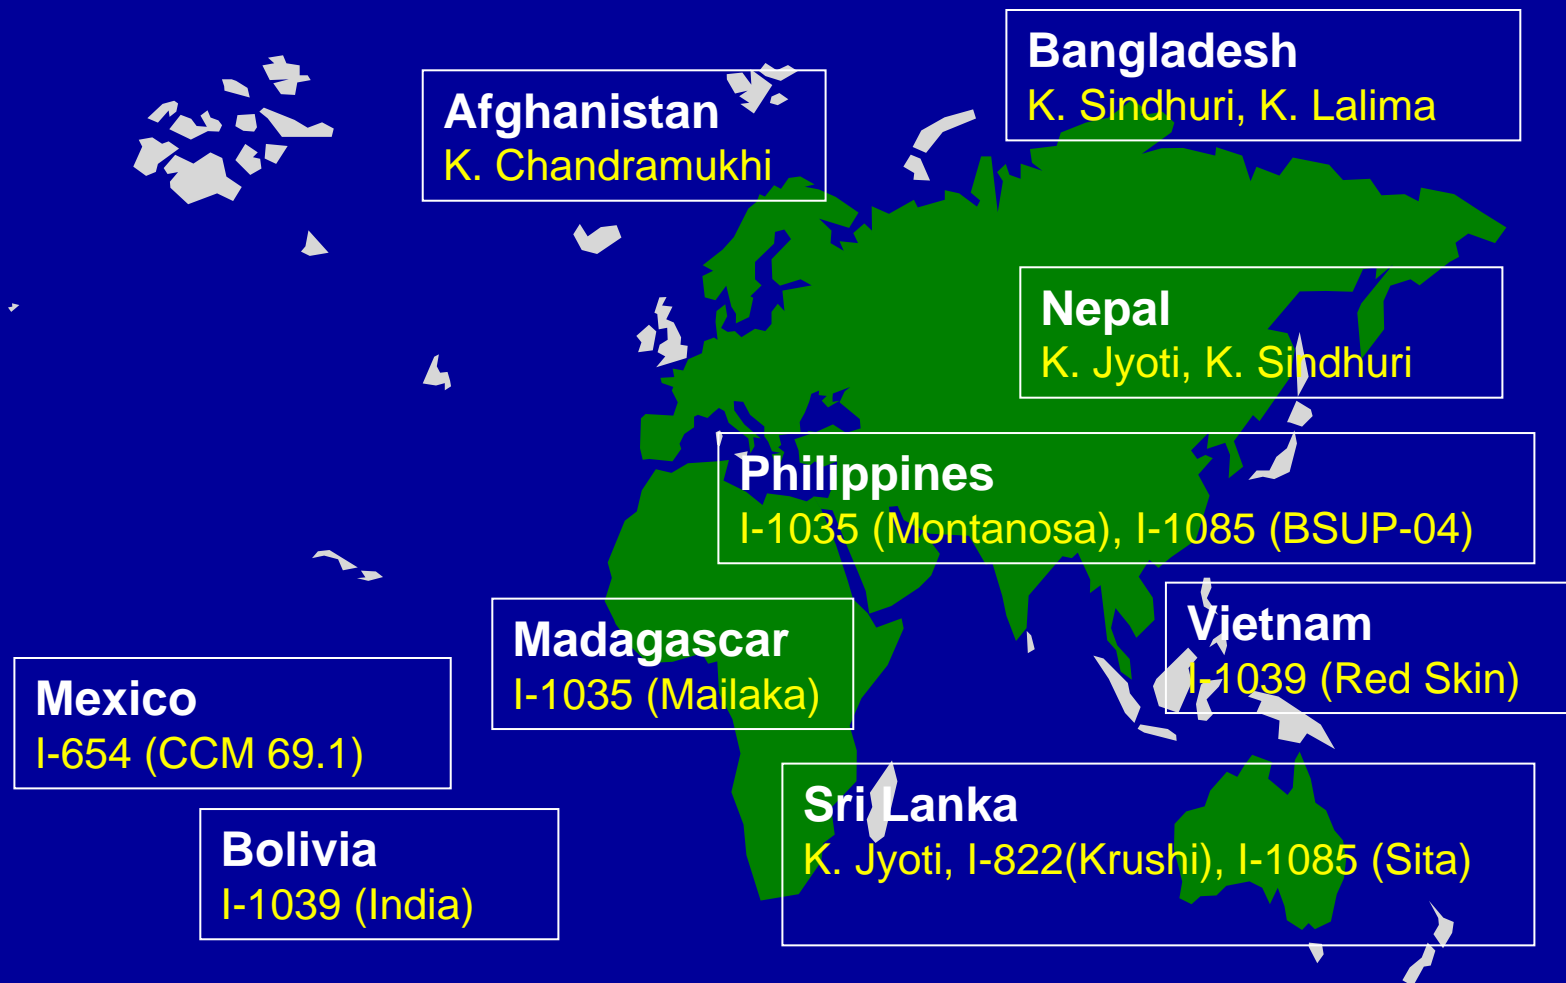 Bangladesh
K. Sindhuri, K. Lalima
Afghanistan
K. Chandramukhi
Nepal
K. Jyoti, K. Sindhuri
Philippines
I-1035 (Montanosa), I-1085 (BSUP-04)
Vietnam
I-1039 (Red Skin)
Madagascar
I-1035 (Mailaka)
Mexico
I-654 (CCM 69.1)
Sri Lanka
K. Jyoti, I-822(Krushi), I-1085 (Sita)
Bolivia
I-1039 (India)